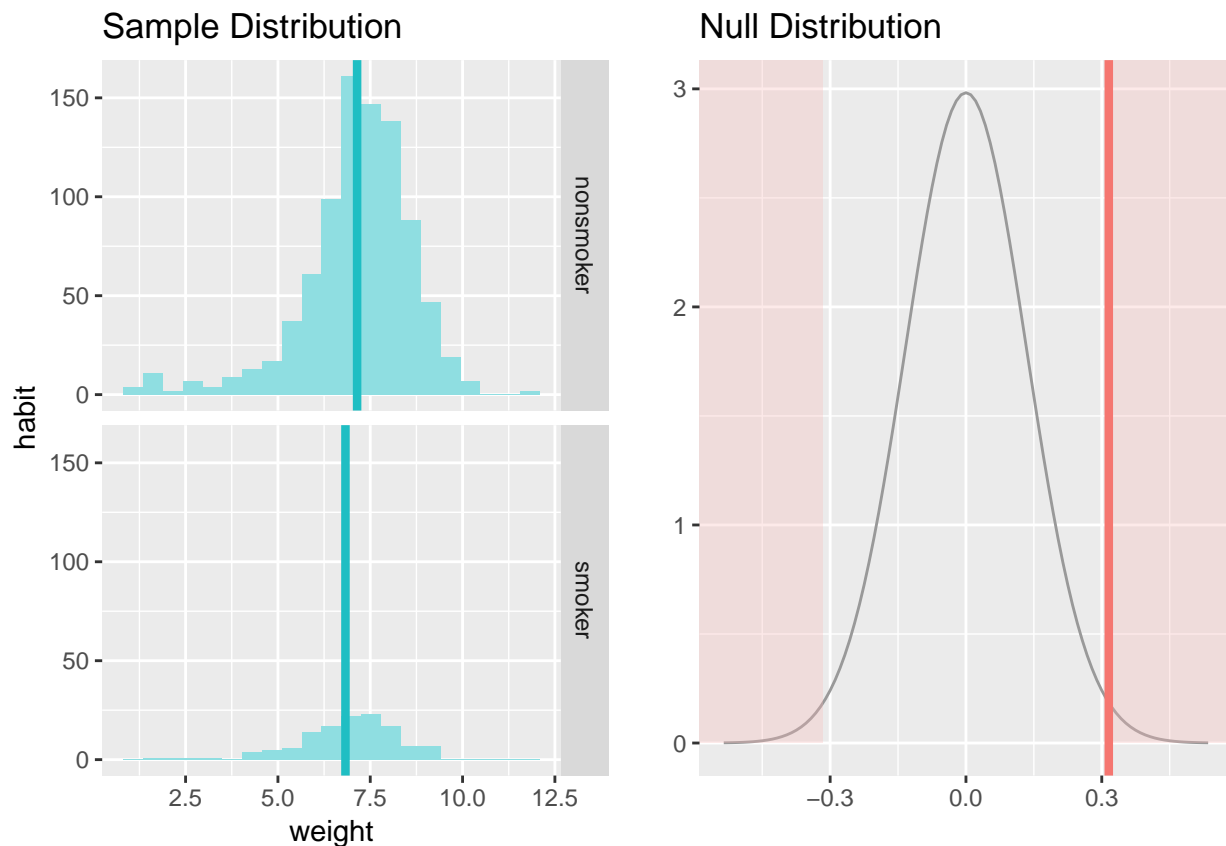 Sample Distribution
150
100
50
0
nonsmoker
habit
150
100
50
0
smoker
2.5 5.0 7.5 10.0 12.5
weight
Null Distribution
3
2
1
0
−0.3 0.0 0.3